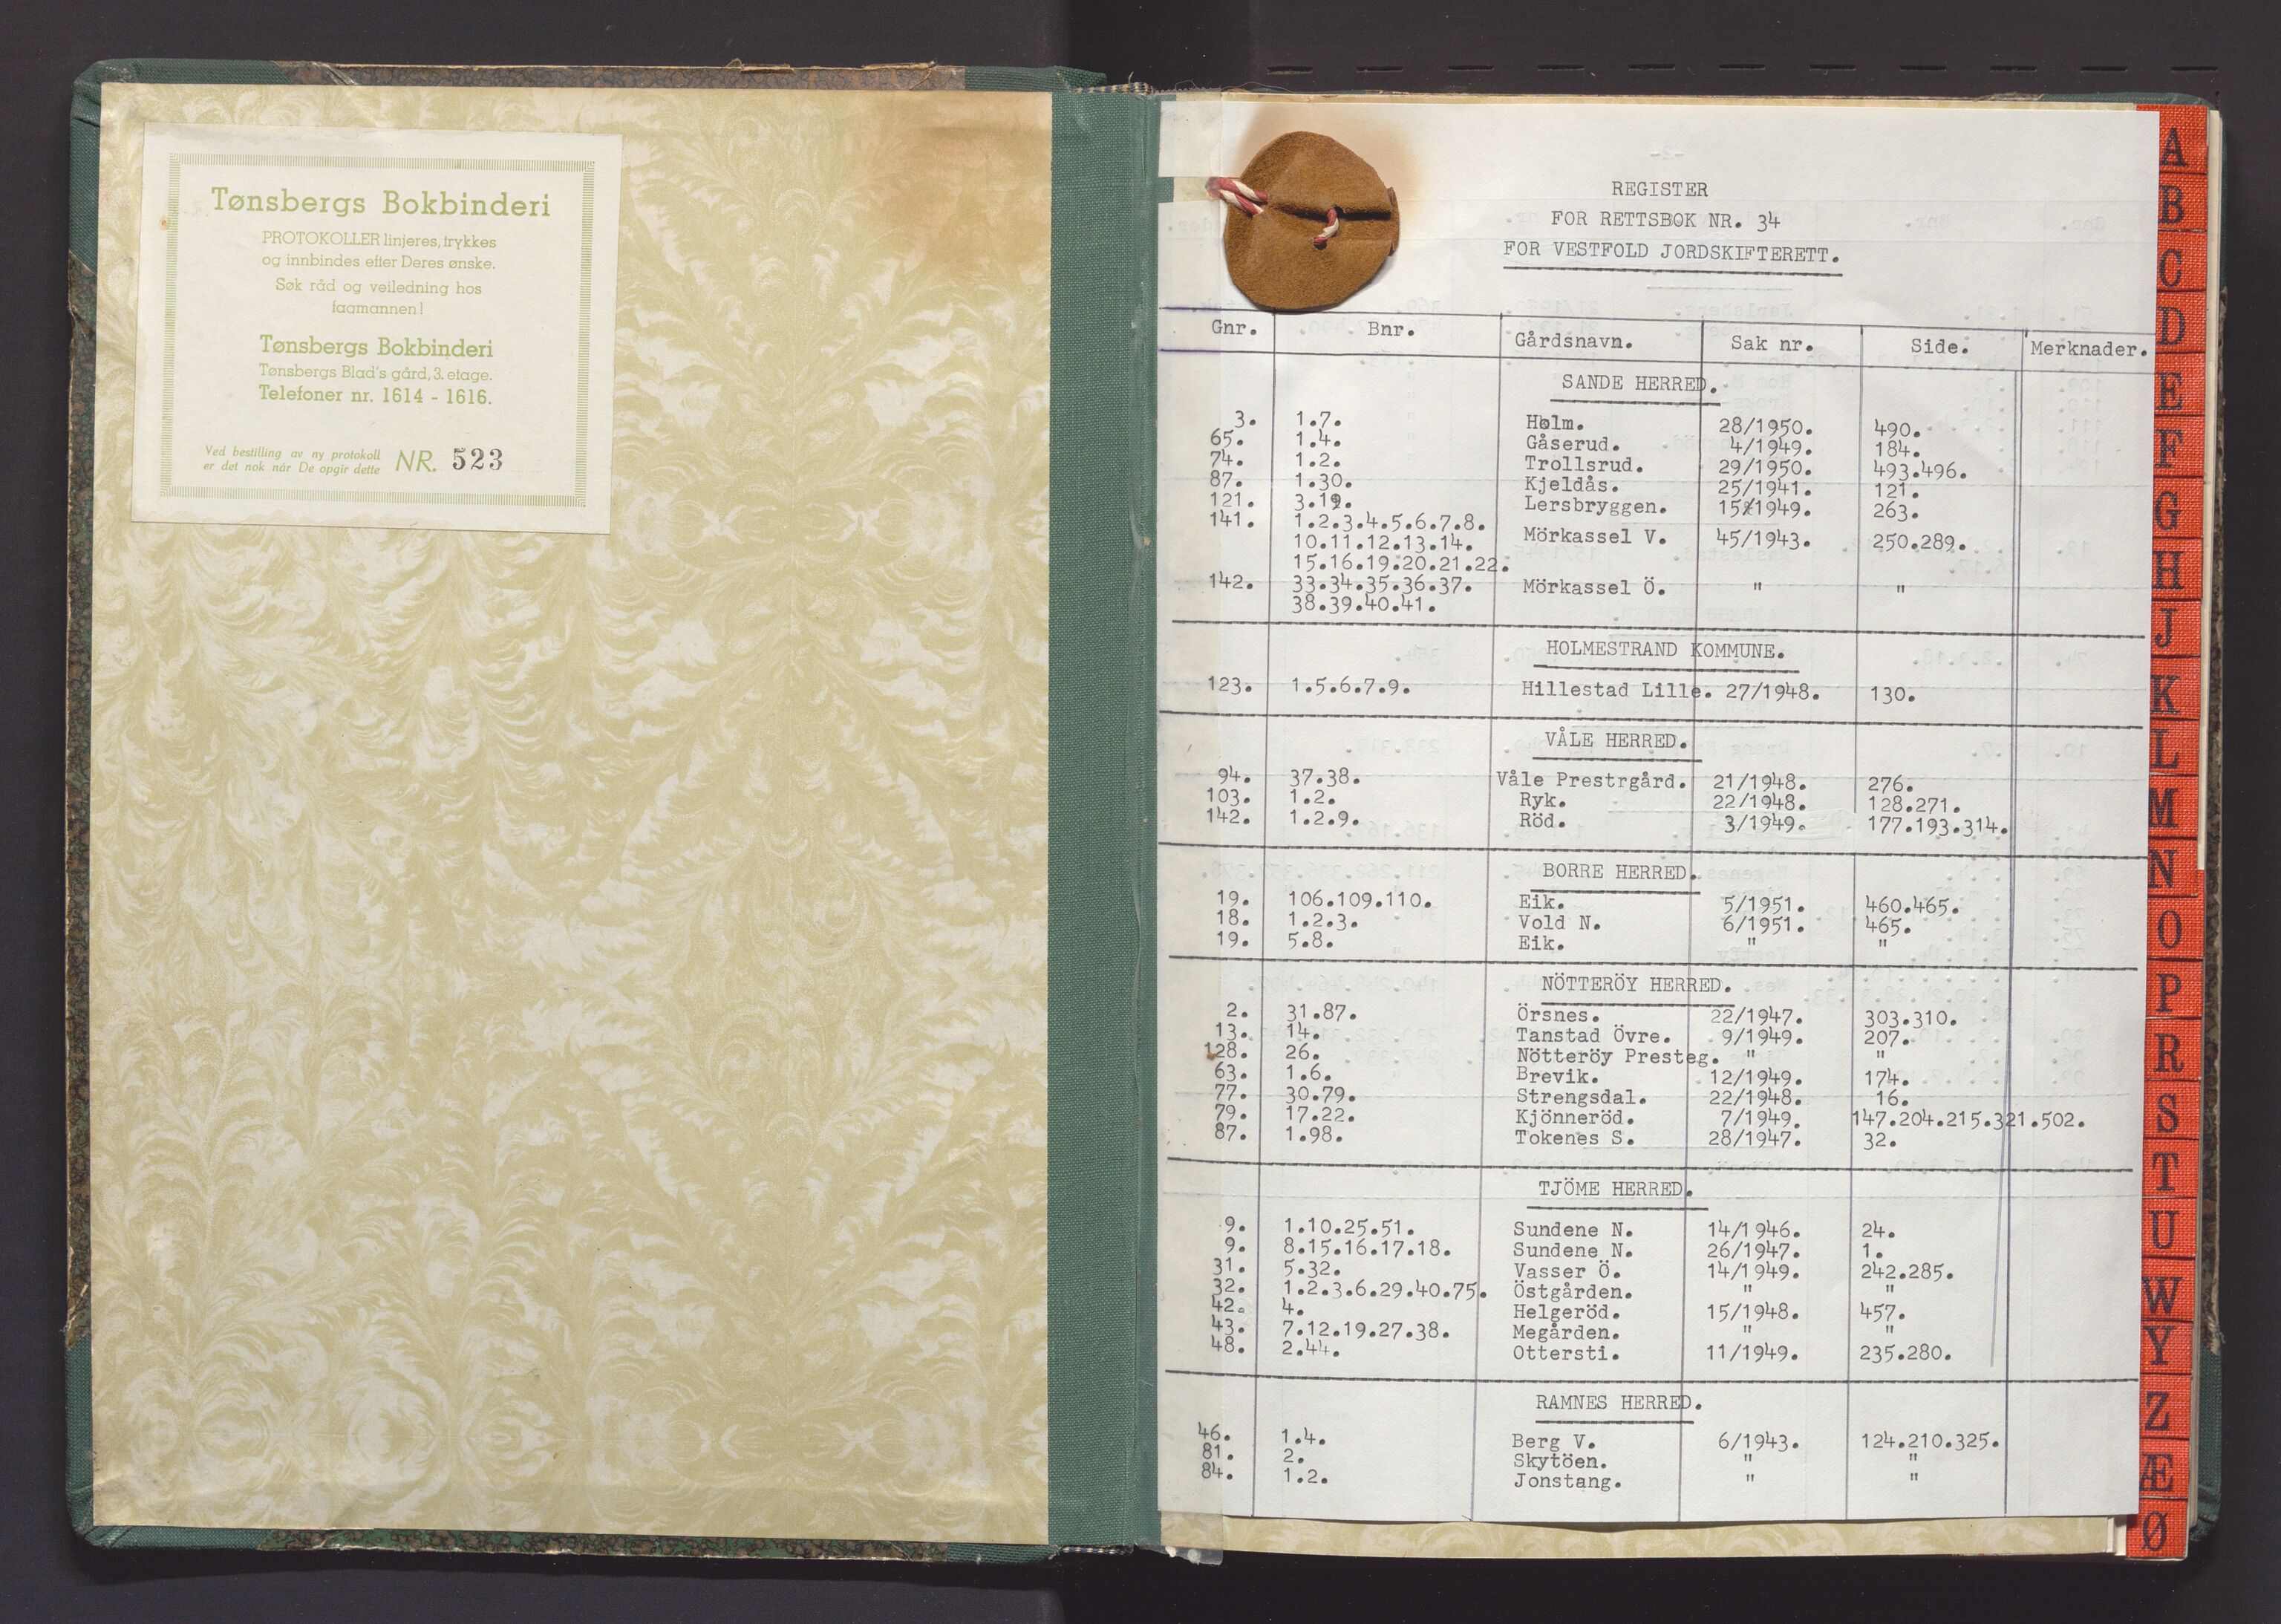 Tønsbergs Bokbinderi
PROTOKOLLER linjeres, trykkes
og innbindes efter Deres ønske.
Søk råd og veiledning hos
fagmannen!
Tønsbergs Bokbinderi
Tønsbergs Blad's gård, 3. etage.
Telefoner nr. 1614 - 1616.
Ved bestilling av ny protokoll
er det nok når De opgir dette NR. 523
REGISTER
FOR RETTSBOK NR. 34
FOR VESTFOLD JORDSKIFTERETT.
Gnr. Bnr. Gårdsnavn. Sak nr. Side. Merknader.
SANDE HERRED.
3. 1.7. Holm. 28/1950. 490.
65. 1.4. Gåserud. 4/1949. 184.
74. 1.2. Trollsrud. 29/1950. 493.496.
87. 1.30. Kjeldås. 25/1941. 121.
121. 3.19. Lersbryggen. 15/1949. 263.
141. 1.2.3.4.5.6.7.8.
10.11.12.13.14. Mörkassel V. 45/1943. 250.289.
15.16.19.20.21.22.
142. 33.34.35.36.37. Mörkassel Ö. " "
38.39.40.41.
HOLMESTRAND KOMMUNE.
123. 1.5.6.7.9. Hillestad Lille. 27/1948. 130.
VÅLE HERRED.
94. 37.38. Våle Prestrgård. 21/1948. 276.
103. 1.2. Ryk. 22/1948. 128.271.
142. 1.2.9. Röd. 3/1949. 177.193.314.
BORRE HERRED.
19. 106.109.110. Eik. 5/1951. 460.465.
18. 1.2.3. Vold N. 6/1951. 465.
19. 5.8. Eik. " "
NÖTTERÖY HERRED.
2. 31.87. Örsnes. 22/1947. 303.310.
13. 14. Tanstad Övre. 9/1949. 207.
128. 26. Nötteröy Presteg. " "
63. 1.6. Brevik. 12/1949. 174.
77. 30.79. Strengsdal. 22/1948. 16.
79. 17.22. Kjönneröd. 7/1949. 147.204.215.321.502.
87. 1.98. Tokenes S. 28/1947. 32.
TJÖME HERRED.
9. 1.10.25.51. Sundene N. 14/1946. 24.
9. 8.15.16.17.18. Sundene N. 26/1947. 1.
31. 5.32. Vasser Ö. 14/1949. 242.285.
32. 1.2.3.6.29.40.75. Östgården. " "
42. 4. Helgeröd. 15/1948. 457.
43. 7.12.19.27.38. Megården. " "
48. 2.44. Ottersti. 11/1949. 235.280.
RAMNES HERRED.
46. 1.4. Berg V. 6/1943. 124.210.325.
81. 2. Skytöen. " "
84. 1.2. Jonstang. " "
A
B
C
D
E
F
G
H
J
K
L
M
N
O
P
R
S
T
U
W
Y
Z
Æ
Ø